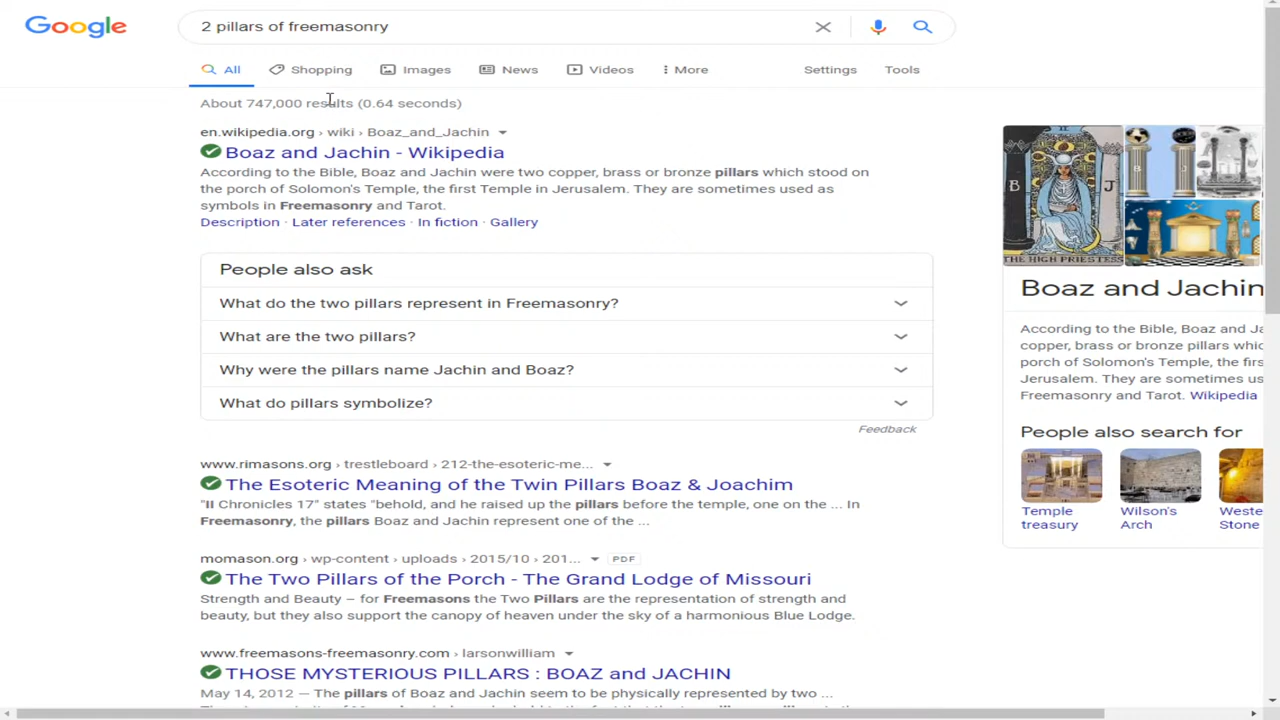 Google
2 pillars of freemasonry
All Shopping Images News Videos More Settings Tools
About 747,000 results (0.64 seconds)
en.wikipedia.org › wiki › Boaz_and_Jachin
Boaz and Jachin - Wikipedia
According to the Bible, Boaz and Jachin were two copper, brass or bronze pillars which stood on
the porch of Solomon's Temple, the first Temple in Jerusalem. They are sometimes used as
symbols in Freemasonry and Tarot.
Description · Later references · In fiction · Gallery
People also ask
What do the two pillars represent in Freemasonry?
What are the two pillars?
Why were the pillars name Jachin and Boaz?
What do pillars symbolize?
Feedback
www.rimasons.org › trestleboard › 212-the-esoteric-me...
The Esoteric Meaning of the Twin Pillars Boaz & Joachim
"II Chronicles 17" states "behold, and he raised up the pillars before the temple, one on the ... In
Freemasonry, the pillars Boaz and Jachin represent one of the ...
momason.org › wp-content › uploads › 2015/10 › 201... PDF
The Two Pillars of the Porch - The Grand Lodge of Missouri
Strength and Beauty – for Freemasons the Two Pillars are the representation of strength and
beauty, but they also support the canopy of heaven under the sky of a harmonious Blue Lodge.
www.freemasons-freemasonry.com › larsonwilliam
THOSE MYSTERIOUS PILLARS : BOAZ and JACHIN
May 14, 2012 — The pillars of Boaz and Jachin seem to be physically represented by two ...
B J
THE HIGH PRIESTESS
B J
Boaz and Jachin
According to the Bible, Boaz and Ja
copper, brass or bronze pillars whic
porch of Solomon's Temple, the firs
Jerusalem. They are sometimes us
Freemasonry and Tarot. Wikipedia
People also search for
Temple
treasury
Wilson's
Arch
Weste
Stone